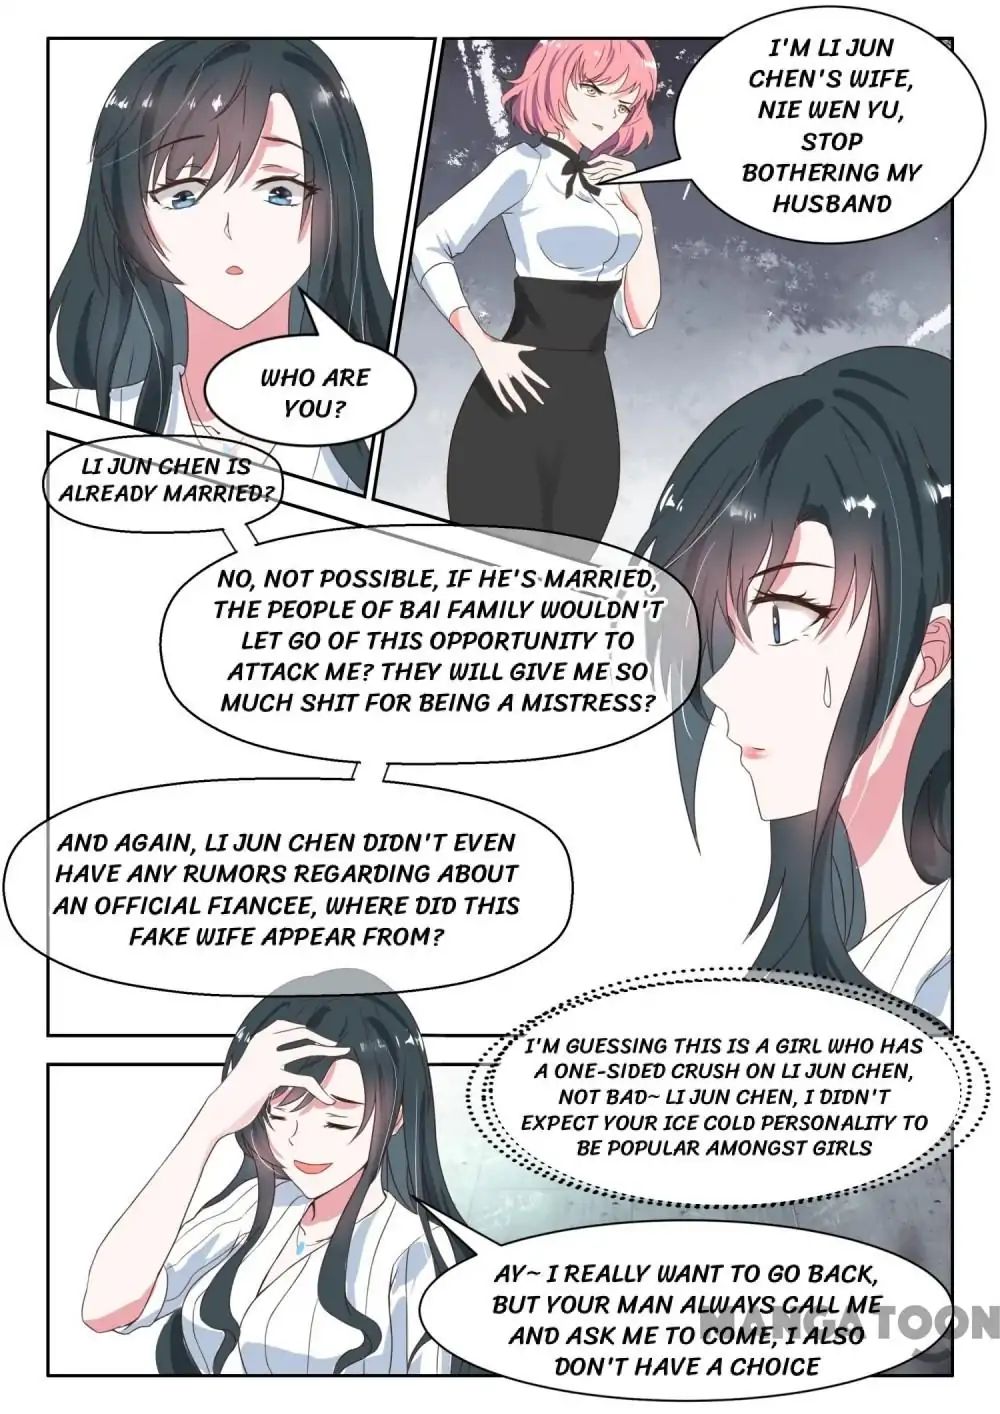 WHO ARE
YOU?
I'M LI JUN
CHEN'S WIFE,
NIE WEN YU,
STOP
BOTHERING MY
HUSBAND
LI JUN CHEN IS
ALREADY MARRIED?
NO, NOT POSSIBLE, IF HE'S MARRIED,
THE PEOPLE OF BAI FAMILY WOULDN'T
LET GO OF THIS OPPORTUNITY TO
ATTACK ME? THEY WILL GIVE ME SO
MUCH SHIT FOR BEING A MISTRESS?
AND AGAIN, LI JUN CHEN DIDN'T EVEN
HAVE ANY RUMORS REGARDING ABOUT
AN OFFICIAL FIANCEE, WHERE DID THIS
FAKE WIFE APPEAR FROM?
I'M GUESSING THIS IS A GIRL WHO HAS
A ONE-SIDED CRUSH ON LI JUN CHEN,
NOT BAD~ LI JUN CHEN, I DIDN'T
EXPECT YOUR ICE COLD PERSONALITY TO
BE POPULAR AMONGST GIRLS
AY~ I REALLY WANT TO GO BACK,
BUT YOUR MAN ALWAYS CALL ME
AND ASK ME TO COME, I ALSO
DON'T HAVE A CHOICE
MANGATOON